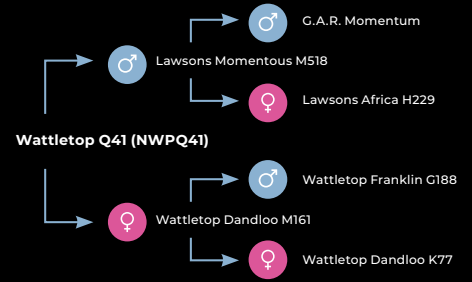 G.A.R. Momentum
Lawsons Momentous M518
Lawsons Africa H229
Wattletop Q41 (NWPQ41)
Wattletop Franklin G188
Wattletop Dandloo M161
Wattletop Dandloo K77